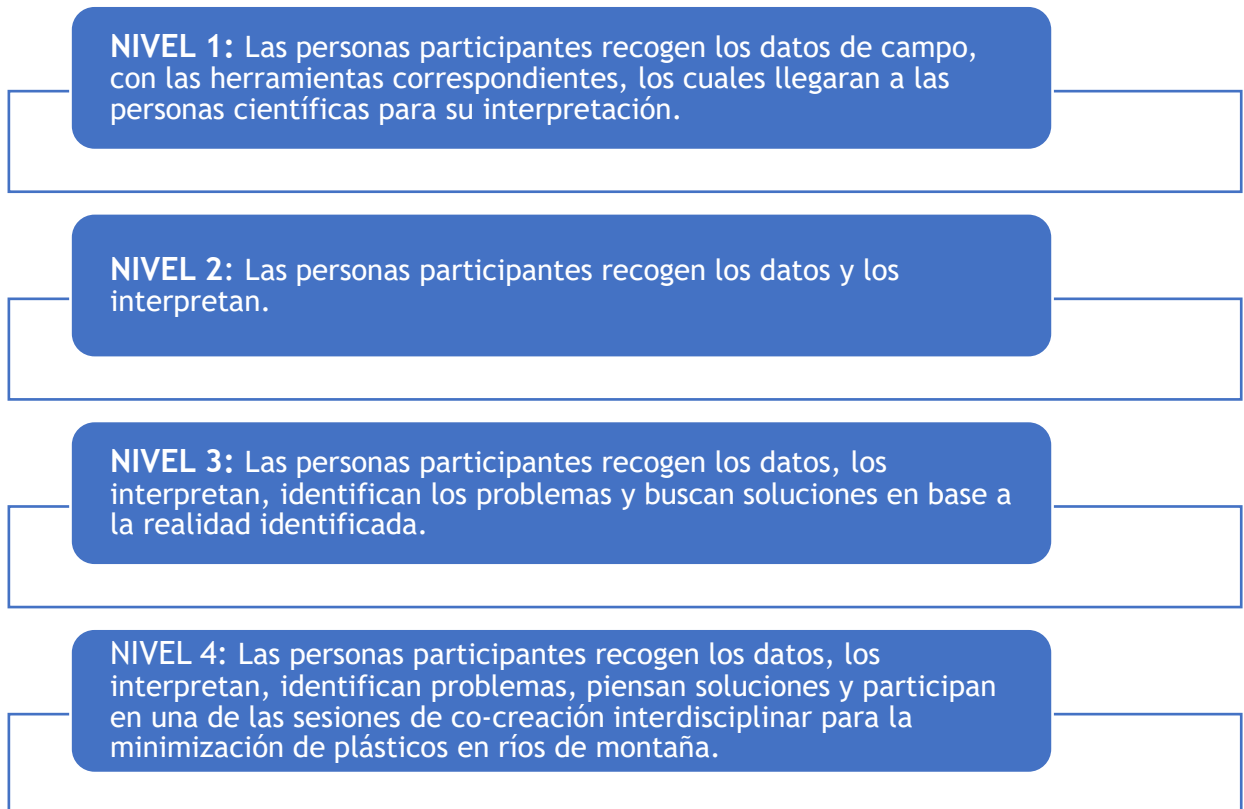 NIVEL 1: Las personas participantes recogen los datos de campo,
con las herramientas correspondientes, los cuales llegaran a las
personas científicas para su interpretación.
NIVEL 2: Las personas participantes recogen los datos y los
interpretan.
NIVEL 3: Las personas participantes recogen los datos, los
interpretan, identifican los problemas y buscan soluciones en base a
la realidad identificada.
NIVEL 4: Las personas participantes recogen los datos, los
interpretan, identifican problemas, piensan soluciones y participan
en una de las sesiones de co-creación interdisciplinar para la
minimización de plásticos en ríos de montaña.